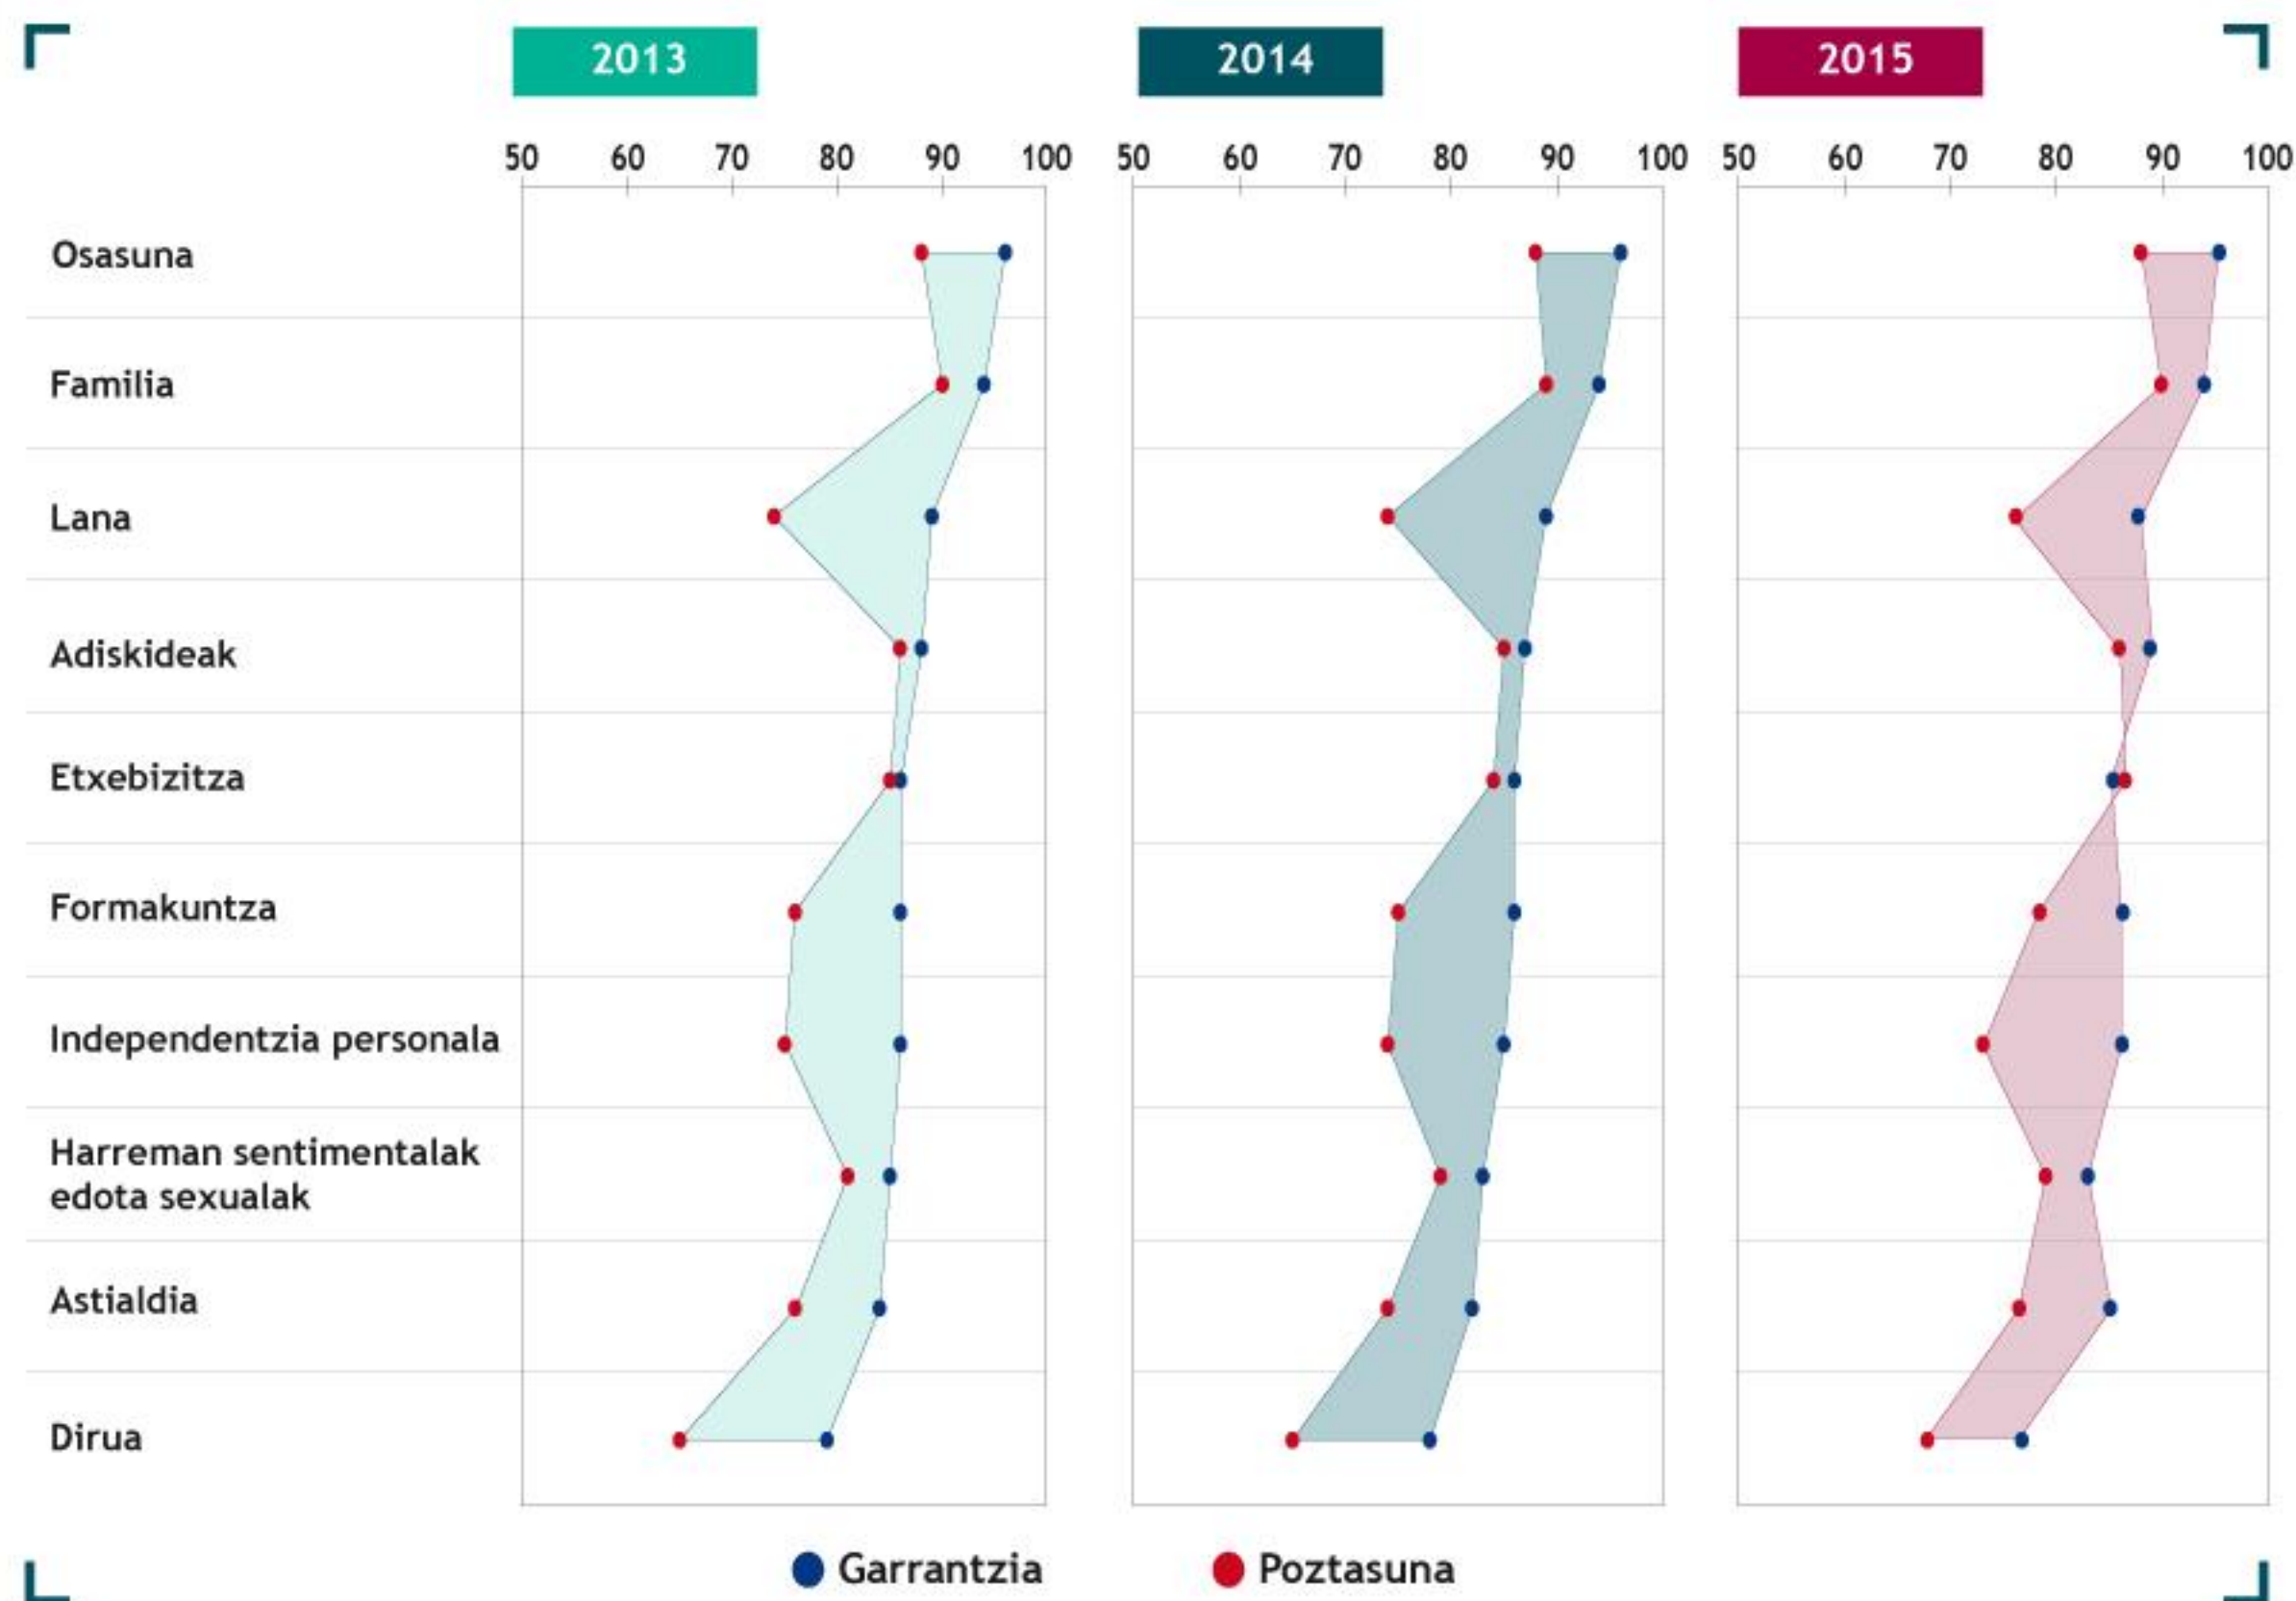 2013
2014
2015
50 60 70 80 90 100
50 60 70 80 90 100
50 60 70 80 90 100
Osasuna
Familia
Lana
Adiskideak
Etxebizitza
Formakuntza
Independentzia personala
Harreman sentimentalak
edota sexualak
Astialdia
Dirua
Garrantzia
Poztasuna